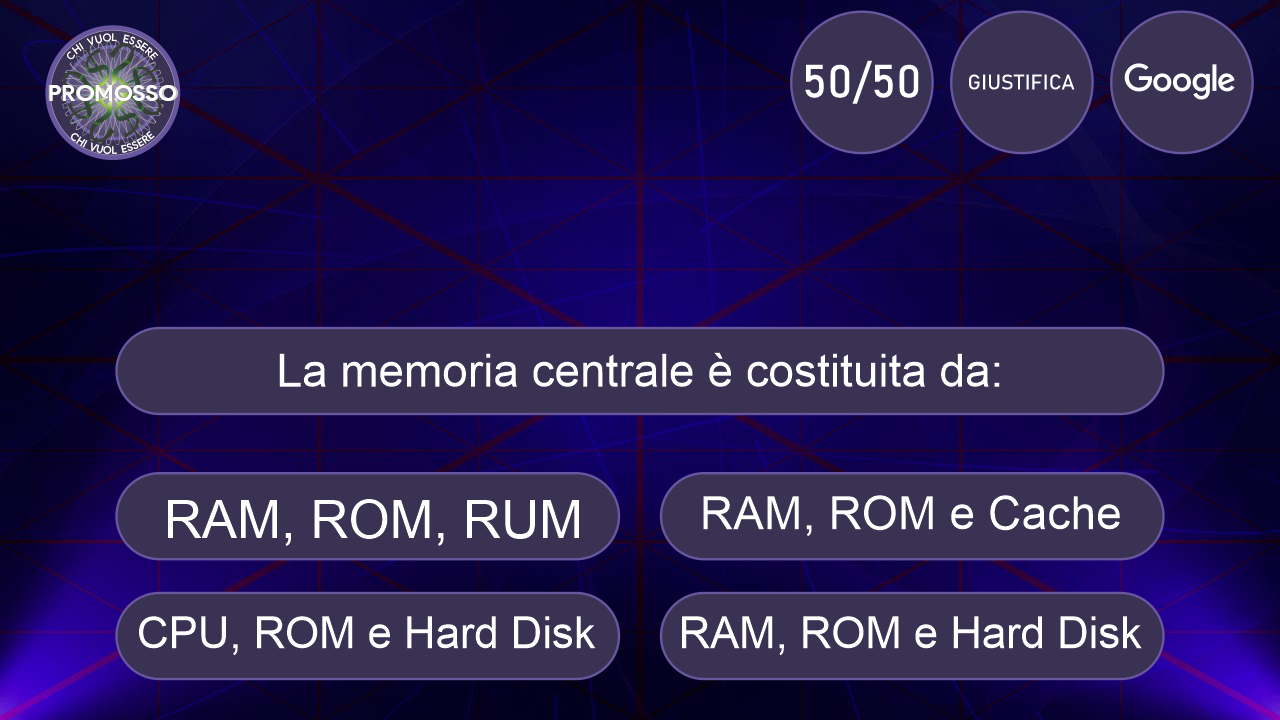 CHI VUOL ESSERE
PROMOSSO
CHI VUOL ESSERE
50/50
GIUSTIFICA
Google
La memoria centrale è costituita da:
RAM, ROM, RUM
RAM, ROM e Cache
CPU, ROM e Hard Disk
RAM, ROM e Hard Disk